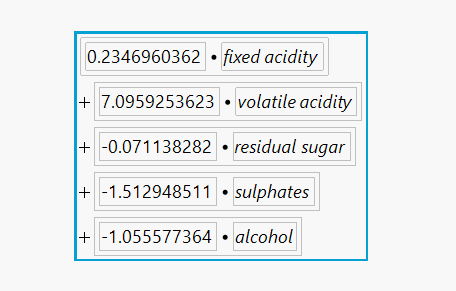 0.2346960362 • fixed acidity
+ 7.0959253623 • volatile acidity
+ -0.071138282 • residual sugar
+ -1.512948511 • sulphates
+ -1.055577364 • alcohol